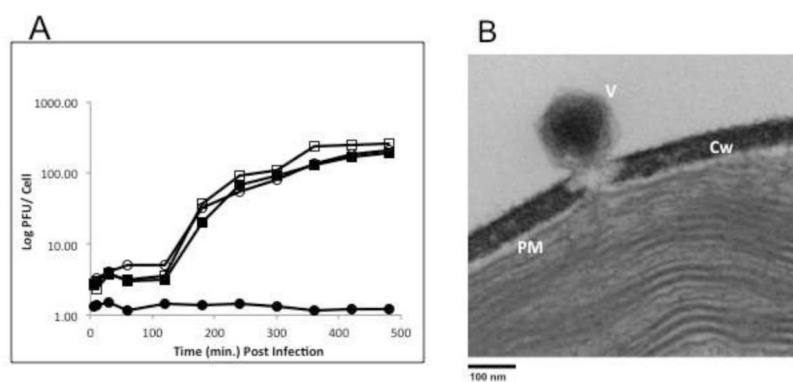 A
1000.00
100.00
10.00
1.00
Log PFU/ Cell
0
100
200
300
400
500
Time (min.) Post Infection
B
V
Cw
PM
100 nm